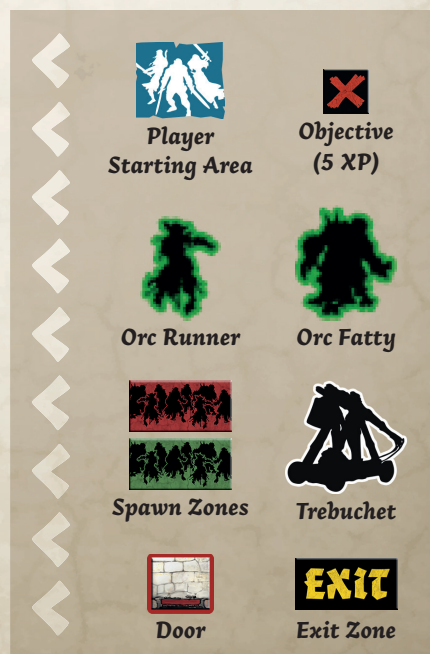 Player
Starting Area
Objective
(5 XP)
Orc Runner
Orc Fatty
Spawn Zones
Trebuchet
EXIT
Door
Exit Zone